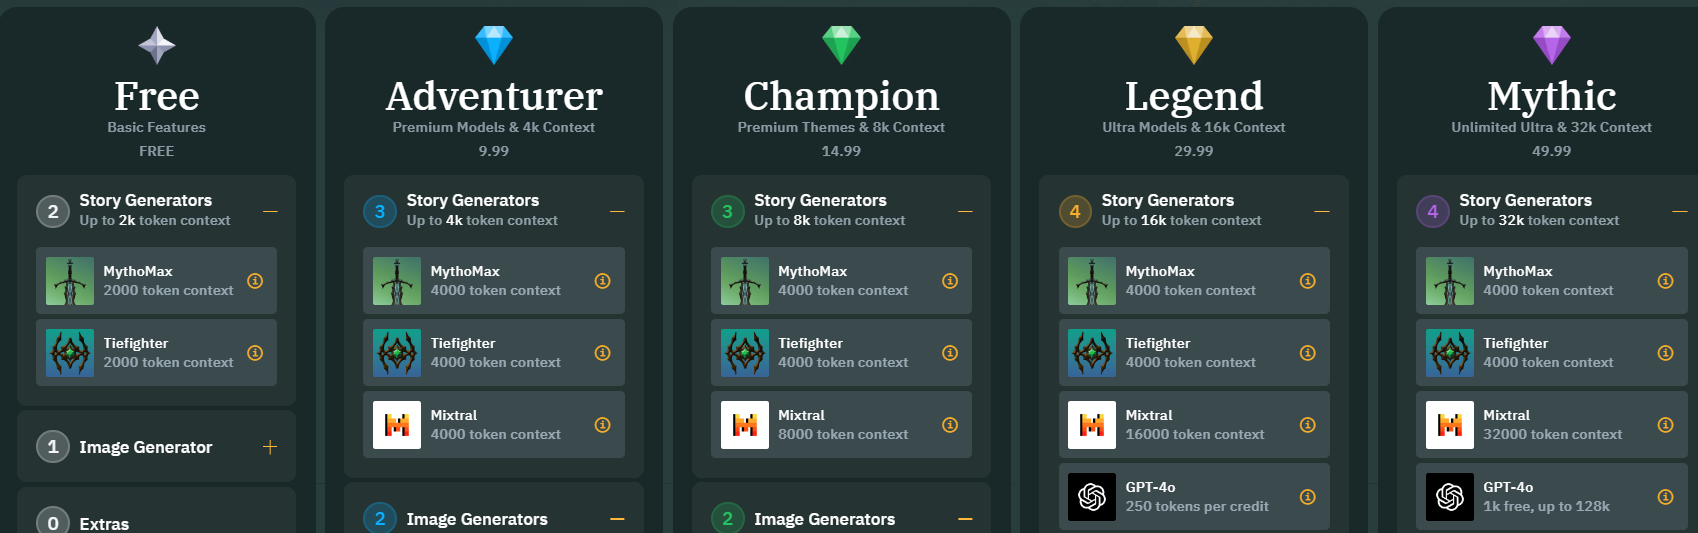 Free
Basic Features
FREE
2
Story Generators
Up to 2k token context
MythoMax
2000 token context
Tiefighter
2000 token context
1
Image Generator
0
Extras
Adventurer
Premium Models & 4k Context
9.99
3
Story Generators
Up to 4k token context
MythoMax
4000 token context
Tiefighter
4000 token context
Mixtral
4000 token context
2
Image Generators
Champion
Premium Themes & 8k Context
14.99
3
Story Generators
Up to 8k token context
MythoMax
4000 token context
Tiefighter
4000 token context
Mixtral
8000 token context
2
Image Generators
Legend
Ultra Models & 16k Context
29.99
4
Story Generators
Up to 16k token context
MythoMax
4000 token context
Tiefighter
4000 token context
Mixtral
16000 token context
GPT-4o
250 tokens per credit
Mythic
Unlimited Ultra & 32k Context
49.99
4
Story Generators
Up to 32k token context
MythoMax
4000 token context
Tiefighter
4000 token context
Mixtral
32000 token context
GPT-4o
1k free, up to 128k